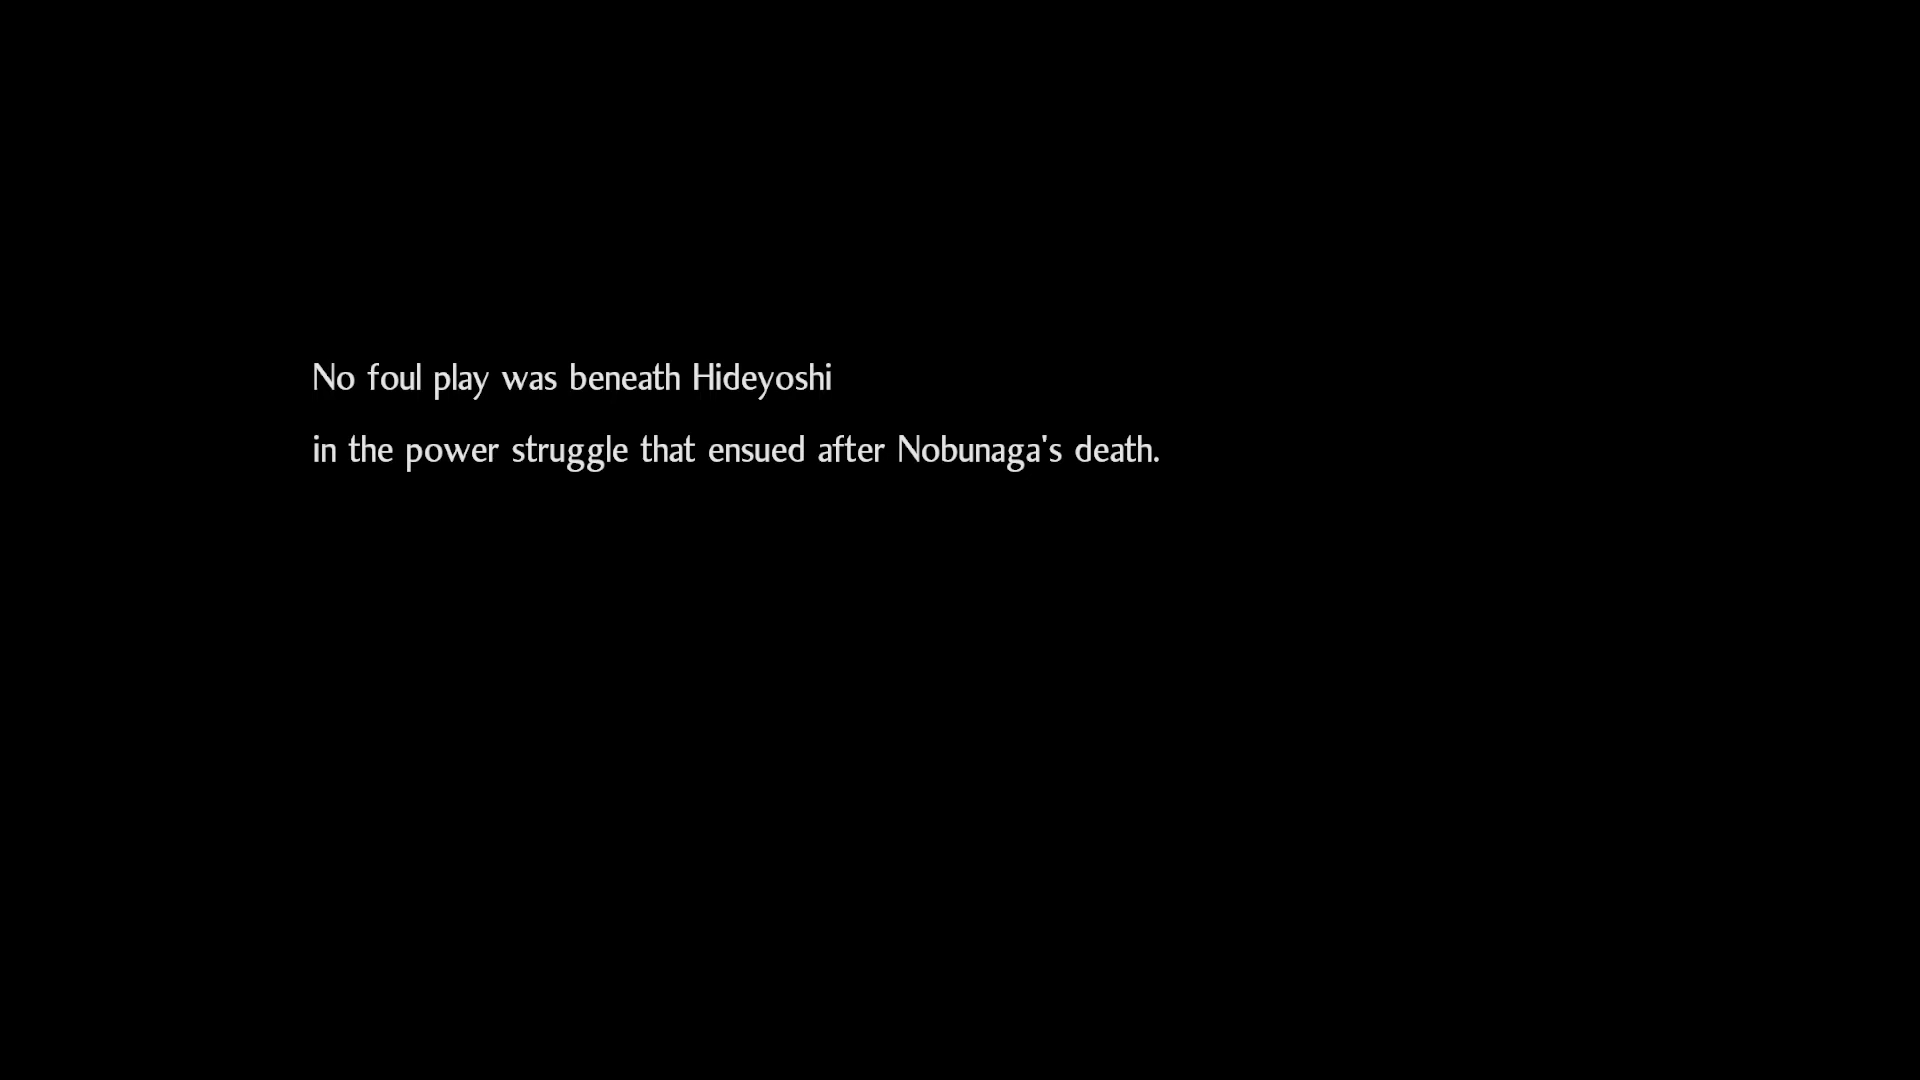 No foul play was beneath Hideyoshi
in the power struggle that ensued after Nobunaga's death.